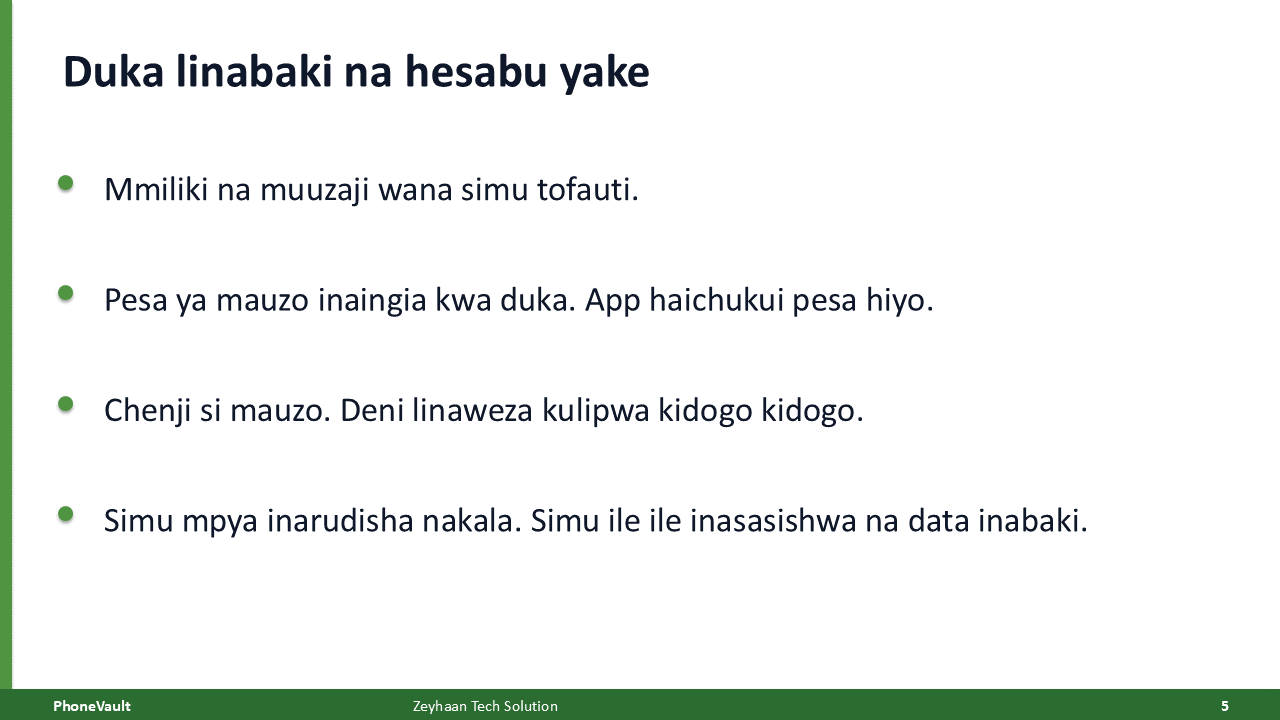 Duka linabaki na hesabu yake
Mmiliki na muuzaji wana simu tofauti.
Pesa ya mauzo inaingia kwa duka. App haichukui pesa hiyo.
Chenji si mauzo. Deni linaweza kulipwa kidogo kidogo.
Simu mpya inarudisha nakala. Simu ile ile inasasishwa na data inabaki.
PhoneVault
Zeyhaan Tech Solution
5